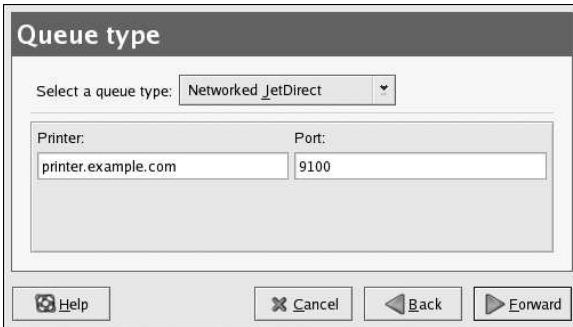 Queue type
Select a queue type: Networked JetDirect
Printer: Port:
printer.example.com 9100
Help Cancel Back Forward